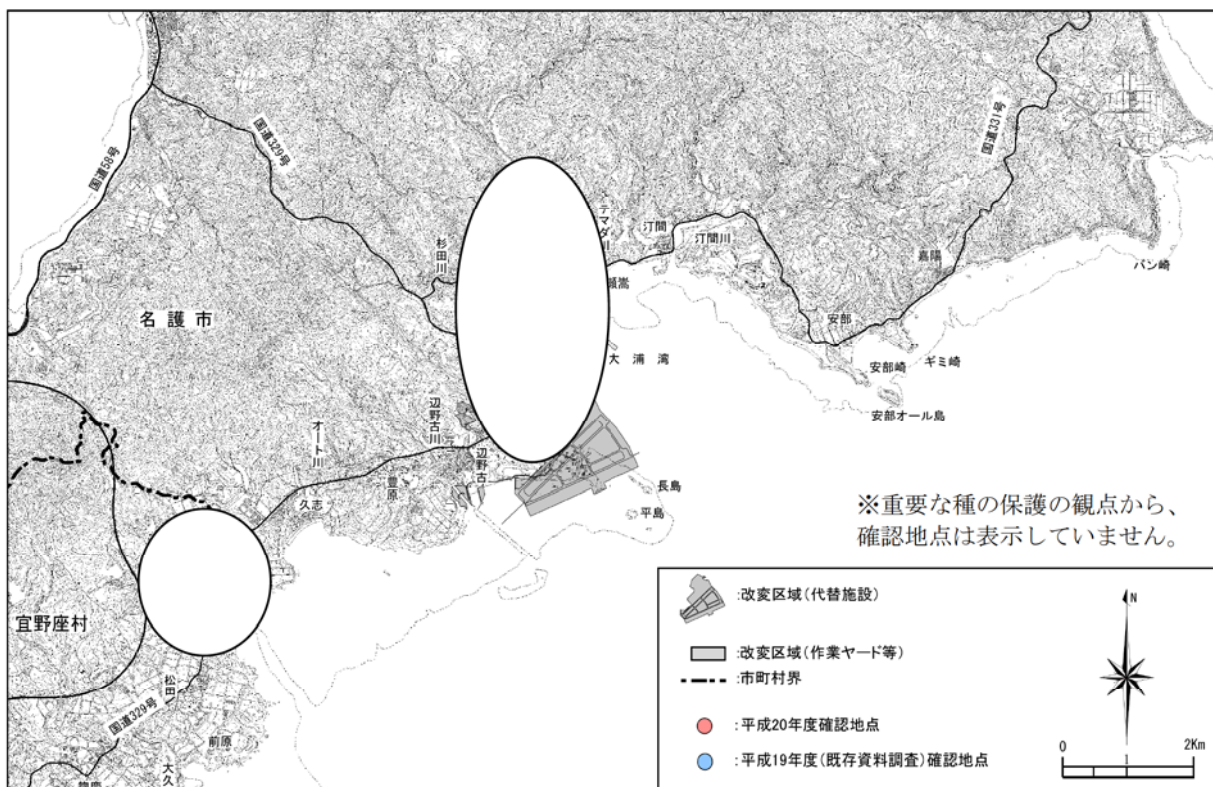 国道58号
国道329号
国道331号
杉田川
テマダ川
汀間
汀間川
嘉陽
バン崎
瀬嵩
名護市
安部
大浦湾
安部崎
ギミ崎
安部オール島
辺野古川
オート川
辺野古
豊原
久志
長島
平島
※重要な種の保護の観点から、
確認地点は表示していません。
宜野座村
松田
国道329号
前原
大久
:改変区域(代替施設)
:改変区域(作業ヤード等)
:市町村界
:平成20年度確認地点
:平成19年度(既存資料調査)確認地点
N
0 1 2Km